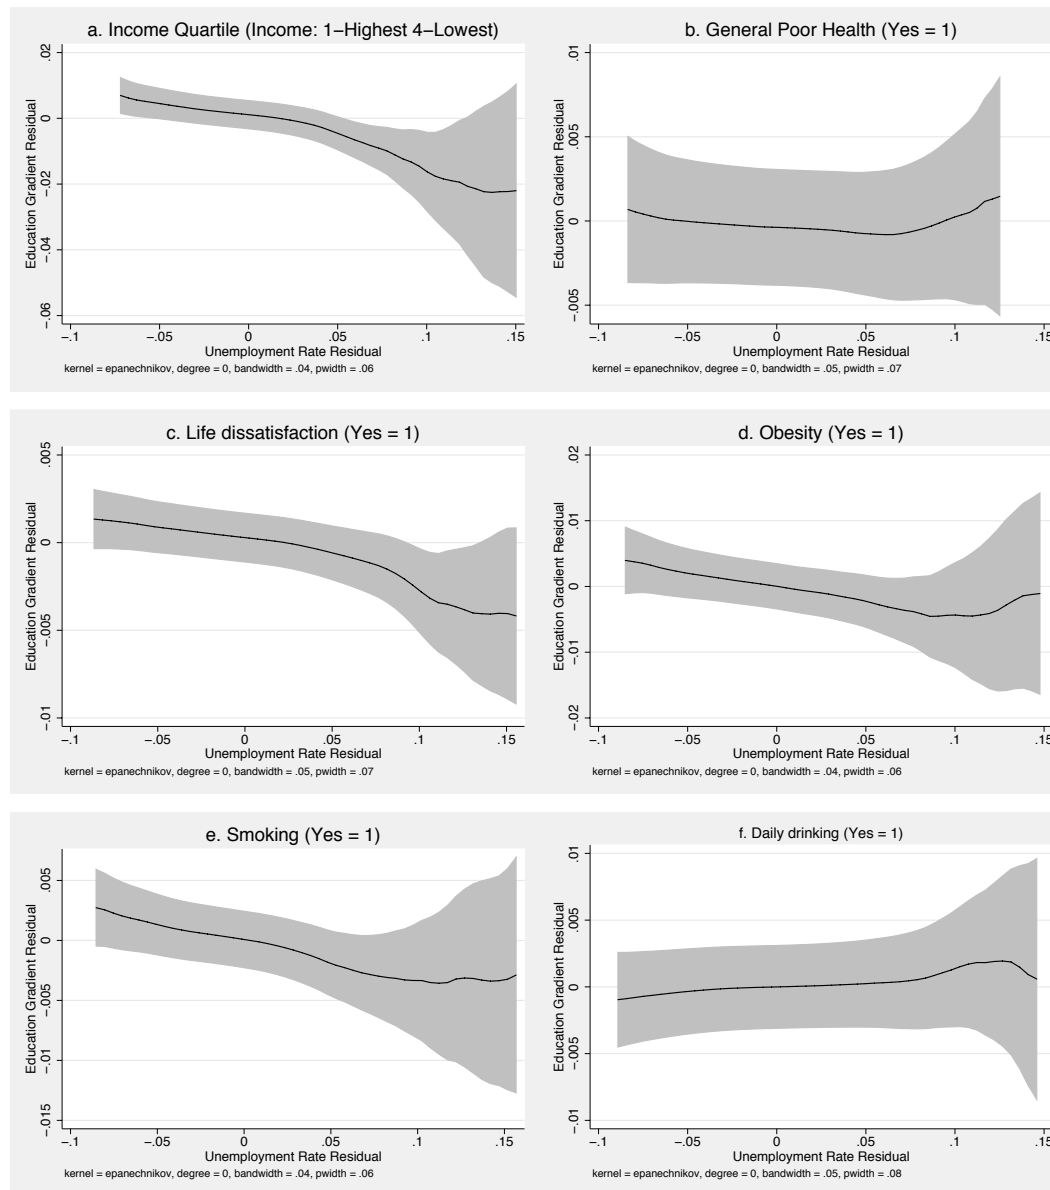 a. Income Quartile (Income: 1−Highest 4−Lowest)
Education Gradient Residual
.02
0
−.02
−.04
−.06
−.1 −.05 0 .05 .1 .15
Unemployment Rate Residual
kernel = epanechnikov, degree = 0, bandwidth = .04, pwidth = .06
b. General Poor Health (Yes = 1)
Education Gradient Residual
.01
.005
0
−.005
−.1 −.05 0 .05 .1 .15
Unemployment Rate Residual
kernel = epanechnikov, degree = 0, bandwidth = .05, pwidth = .07
c. Life dissatisfaction (Yes = 1)
Education Gradient Residual
.005
0
−.005
−.01
−.1 −.05 0 .05 .1 .15
Unemployment Rate Residual
kernel = epanechnikov, degree = 0, bandwidth = .05, pwidth = .07
d. Obesity (Yes = 1)
Education Gradient Residual
.02
.01
0
−.01
−.02
−.1 −.05 0 .05 .1 .15
Unemployment Rate Residual
kernel = epanechnikov, degree = 0, bandwidth = .04, pwidth = .06
e. Smoking (Yes = 1)
Education Gradient Residual
.005
0
−.005
−.01
−.015
−.1 −.05 0 .05 .1 .15
Unemployment Rate Residual
kernel = epanechnikov, degree = 0, bandwidth = .04, pwidth = .06
f. Daily drinking (Yes = 1)
Education Gradient Residual
.01
.005
0
−.005
−.01
−.1 −.05 0 .05 .1 .15
Unemployment Rate Residual
kernel = epanechnikov, degree = 0, bandwidth = .05, pwidth = .08